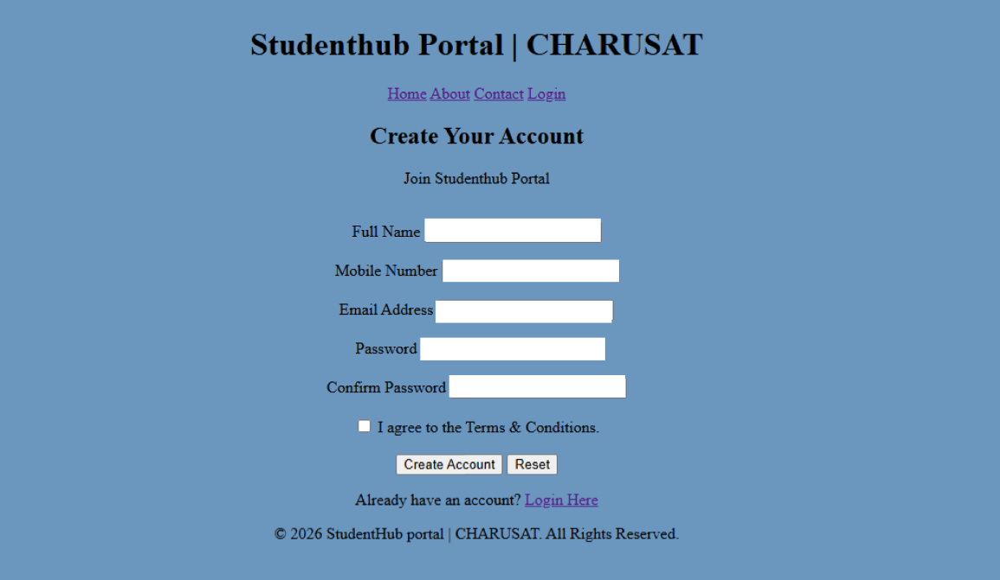 Studenthub Portal | CHARUSAT
Home About Contact Login
Create Your Account
Join Studenthub Portal
Full Name
Mobile Number
Email Address
Password
Confirm Password
I agree to the Terms & Conditions.
Create Account Reset
Already have an account? Login Here
© 2026 StudentHub portal | CHARUSAT. All Rights Reserved.